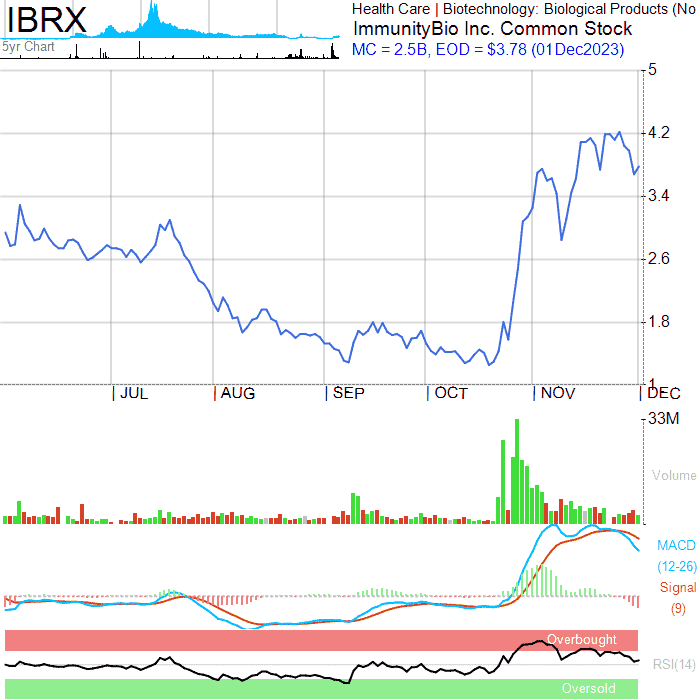 IBRX
5yr Chart
Health Care | Biotechnology: Biological Products (No
ImmunityBio Inc. Common Stock
MC = 2.5B, EOD = $3.78 (01Dec2023)
5
4.2
3.4
2.6
1.8
1
JUL AUG SEP OCT NOV DEC
33M
Volume
MACD
(12-26)
Signal
(9)
Overbought
RSI(14)
Oversold